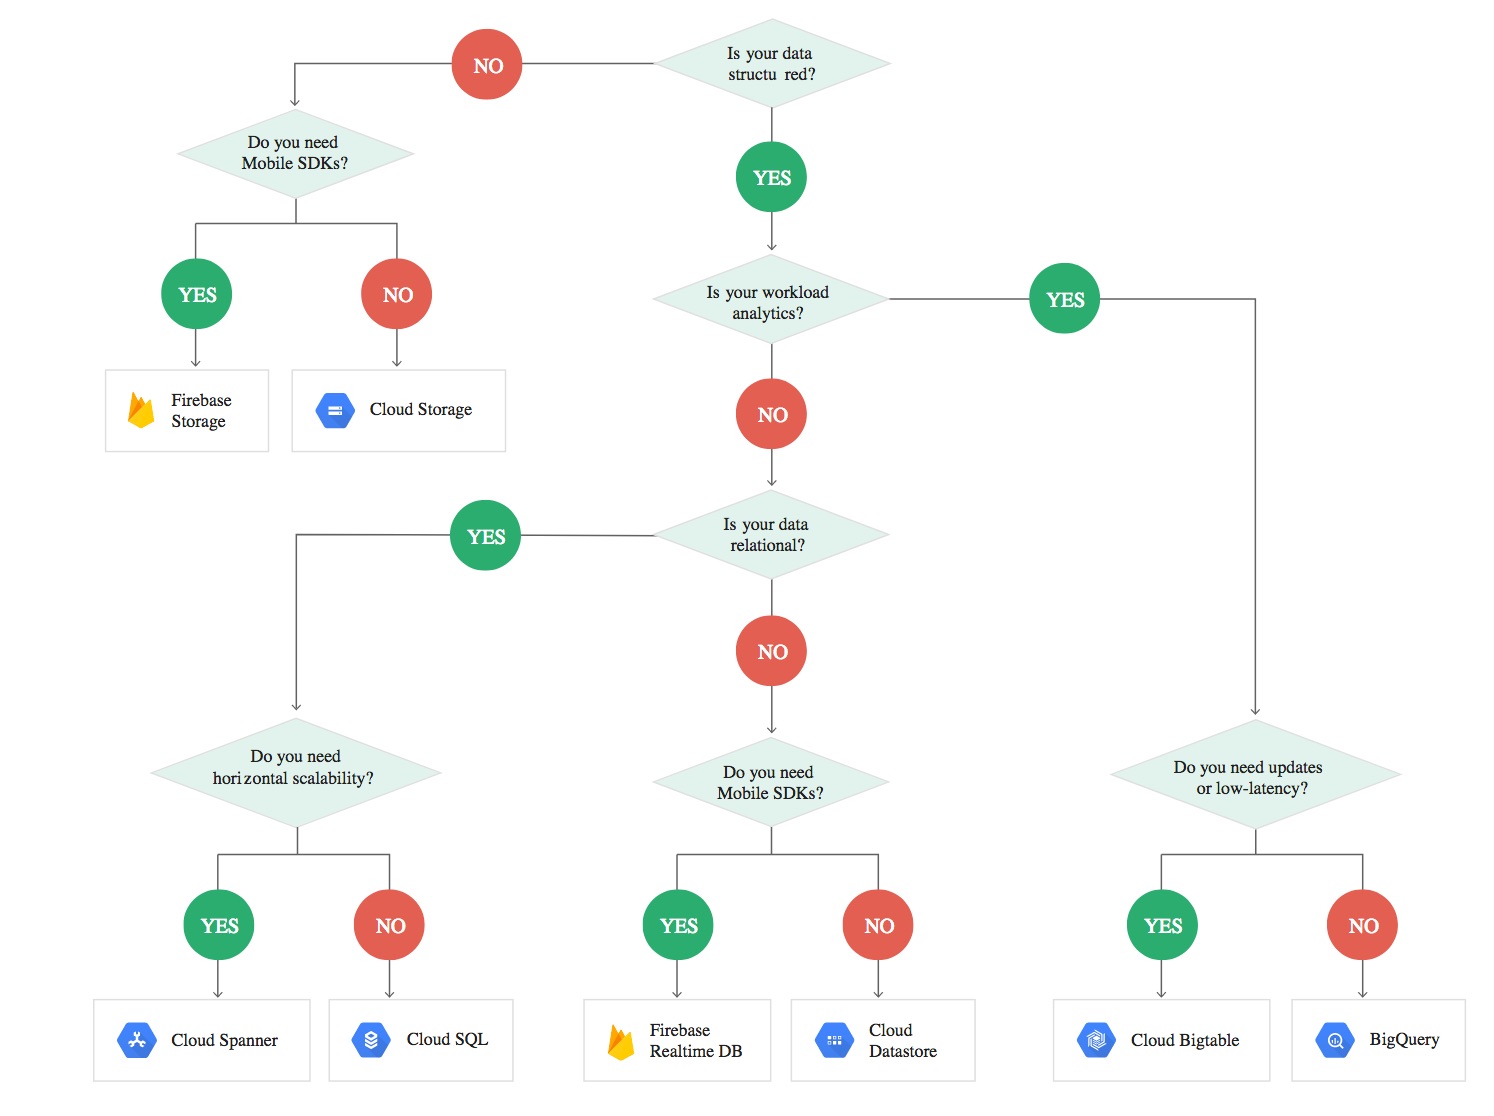 Is your data
structu red?
NO
Do you need
Mobile SDKs?
YES
YES
NO
Is your workload
analytics?
YES
Firebase
Storage
Cloud Storage
NO
Is your data
relational?
YES
NO
Do you need
horizontal scalability?
Do you need
Mobile SDKs?
Do you need updates
or low-latency?
YES
NO
YES
NO
YES
NO
Cloud Spanner
Cloud SQL
Firebase
Realtime DB
Cloud
Datastore
Cloud Bigtable
BigQuery